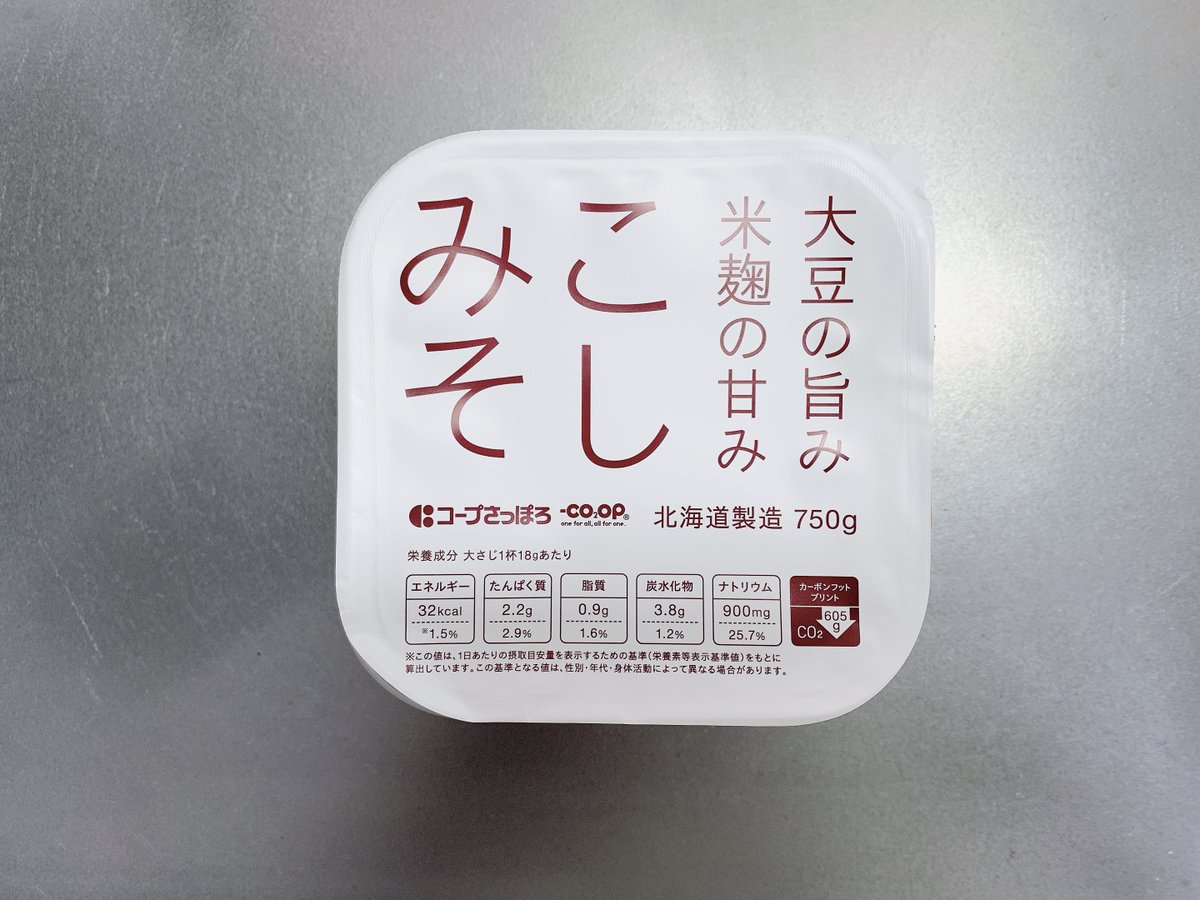 大豆の旨み
米麹の甘み
こし
みそ
コープさっぽろ
CO·OP®
one for all, all for one.
北海道製造 750g
栄養成分 大さじ1杯18gあたり
エネルギー たんぱく質 脂質 炭水化物 ナトリウム
32kcal 2.2g 0.9g 3.8g 900mg
※1.5% 2.9% 1.6% 1.2% 25.7%
カーボンフット
プリント
605
g
CO₂
※この値は、1日あたりの摂取目安量を表示するための基準(栄養素等表示基準値)をもとに
算出しています。この基準となる値は、性別・年代・身体活動によって異なる場合があります。